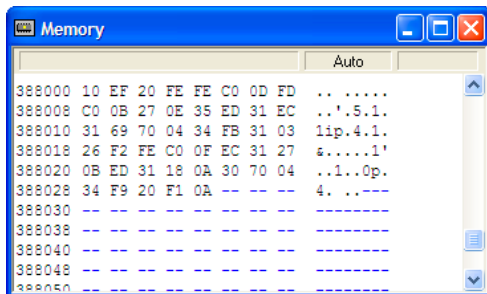 Memory
Auto
388000 10 EF 20 FE FE C0 0D FD .. .....
388008 C0 0B 27 0E 35 ED 31 EC ..'.5.1.
388010 31 69 70 04 34 FB 31 03 1ip.4.1.
388018 26 F2 FE C0 0F EC 31 27 &.....1'
388020 0B ED 31 18 0A 30 70 04 ..1..0p.
388028 34 F9 20 F1 0A -- -- -- 4. ..---
388030 -- -- -- -- -- -- -- -- --------
388038 -- -- -- -- -- -- -- -- --------
388040 -- -- -- -- -- -- -- -- --------
388048 -- -- -- -- -- -- -- -- --------
388050 -- -- -- -- -- -- -- -- --------